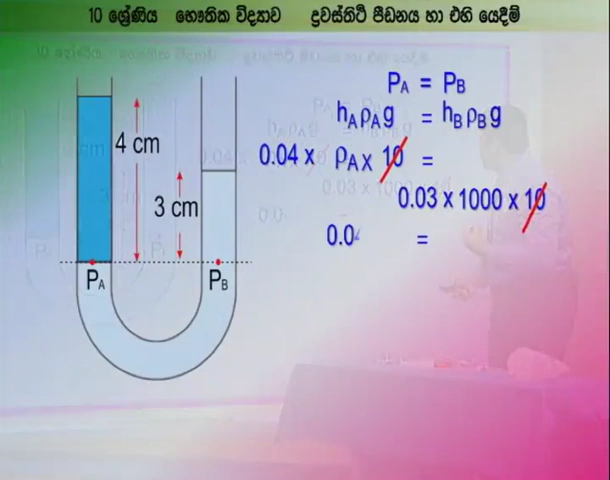 10 ශ්‍රේණිය භෞතික විද්‍යාව ද්‍රවස්ථිති පීඩනය හා එහි යෙදීම්
PA = PB
hAρAg = hBρBg
4 cm
0.04 x ρA x 10 =
3 cm
0.03 x 1000 x 10
0.0 =
PA PB